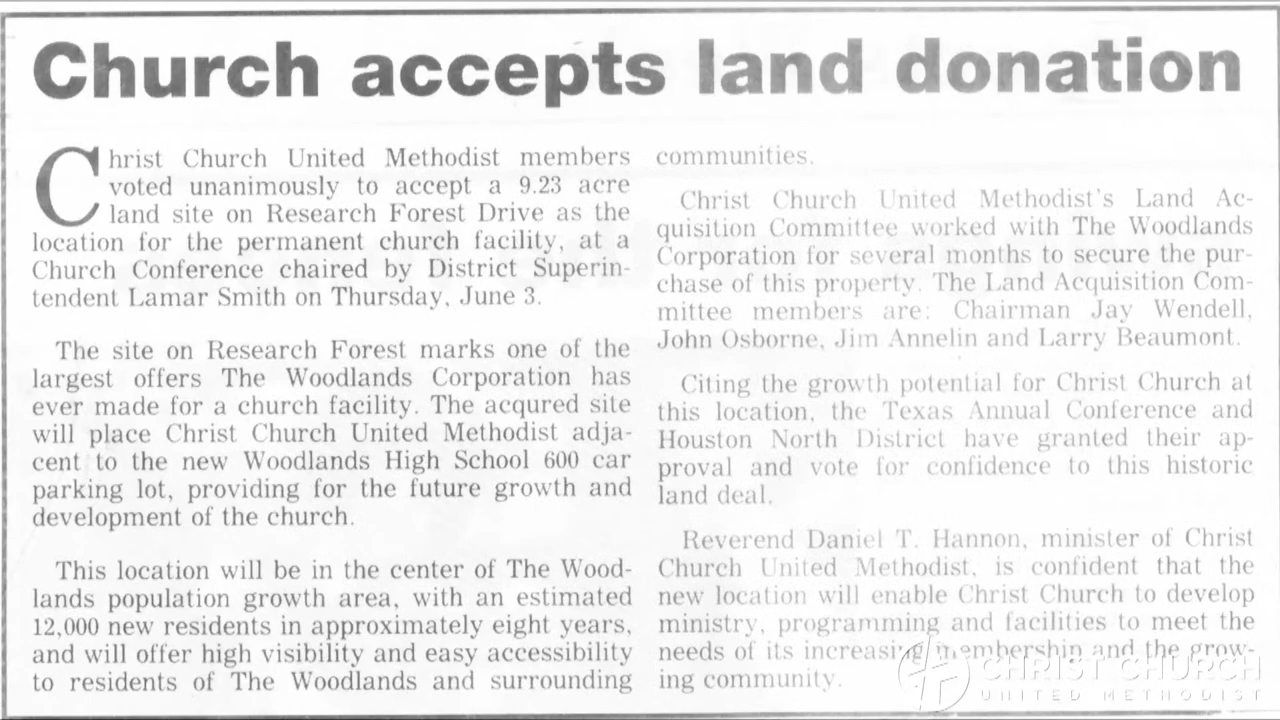 Church accepts land donation
Christ Church United Methodist members
voted unanimously to accept a 9.23 acre
land site on Research Forest Drive as the
location for the permanent church facility, at a
Church Conference chaired by District Superin-
tendent Lamar Smith on Thursday, June 3.
The site on Research Forest marks one of the
largest offers The Woodlands Corporation has
ever made for a church facility. The acqured site
will place Christ Church United Methodist adja-
cent to the new Woodlands High School 600 car
parking lot, providing for the future growth and
development of the church.
This location will be in the center of The Wood-
lands population growth area, with an estimated
12,000 new residents in approximately eight years,
and will offer high visibility and easy accessibility
to residents of The Woodlands and surrounding
communities.
Christ Church United Methodist's Land Ac-
quisition Committee worked with The Woodlands
Corporation for several months to secure the pur-
chase of this property. The Land Acquisition Com-
mittee members are: Chairman Jay Wendell,
John Osborne, Jim Annelin and Larry Beaumont.
Citing the growth potential for Christ Church at
this location, the Texas Annual Conference and
Houston North District have granted their ap-
proval and vote for confidence to this historic
land deal.
Reverend Daniel T. Hannon, minister of Christ
Church United Methodist, is confident that the
new location will enable Christ Church to develop
ministry, programming and facilities to meet the
needs of its increasing membership and the grow-
ing community.
CHRIST CHURCH
UNITED METHODIST